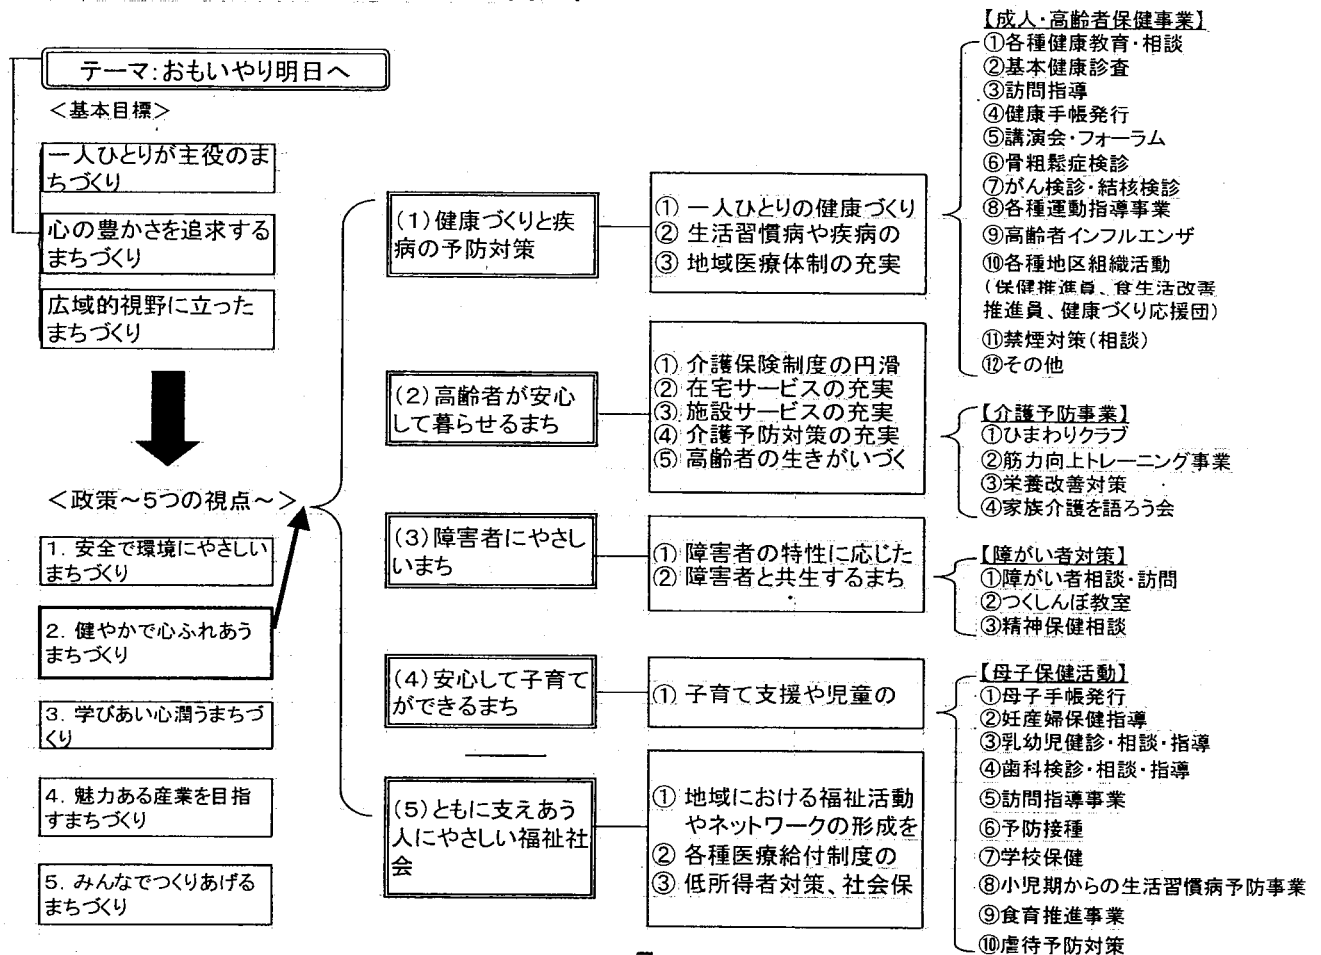 テーマ:おもいやり明日へ
＜基本目標＞
一人ひとりが主役のま
ちづくり
心の豊かさを追求する
まちづくり
広域的視野に立った
まちづくり
＜政策～5つの視点～＞
1. 安全で環境にやさしい
まちづくり
2. 健やかで心ふれあう
まちづくり
3. 学びあい心潤うまちづ
くり
4. 魅力ある産業を目指
すまちづくり
5. みんなでつくりあげる
まちづくり
(1)健康づくりと疾
病の予防対策
(2)高齢者が安心
して暮らせるまち
(3)障害者にやさし
いまち
(4)安心して子育て
ができるまち
(5)ともに支えあう
人にやさしい福祉社
会
① 一人ひとりの健康づくり
② 生活習慣病や疾病の
③ 地域医療体制の充実
① 介護保険制度の円滑
② 在宅サービスの充実
③ 施設サービスの充実
④ 介護予防対策の充実
⑤ 高齢者の生きがいづく
① 障害者の特性に応じた
② 障害者と共生するまち
① 子育て支援や児童の
① 地域における福祉活動
やネットワークの形成を
② 各種医療給付制度の
③ 低所得者対策、社会保
【成人・高齢者保健事業】
①各種健康教育・相談
②基本健康診査
③訪問指導
④健康手帳発行
⑤講演会・フォーラム
⑥骨粗鬆症検診
⑦がん検診・結核検診
⑧各種運動指導事業
⑨高齢者インフルエンザ
⑩各種地区組織活動
(保健推進員、食生活改善
推進員、健康づくり応援団)
⑪禁煙対策(相談)
⑫その他
【介護予防事業】
①ひまわりクラブ
②筋力向上トレーニング事業
③栄養改善対策
④家族介護を語ろう会
【障がい者対策】
①障がい者相談・訪問
②つくしんぼ教室
③精神保健相談
【母子保健活動】
①母子手帳発行
②妊産婦保健指導
③乳幼児健診・相談・指導
④歯科検診・相談・指導
⑤訪問指導事業
⑥予防接種
⑦学校保健
⑧小児期からの生活習慣病予防事業
⑨食育推進事業
⑩虐待予防対策